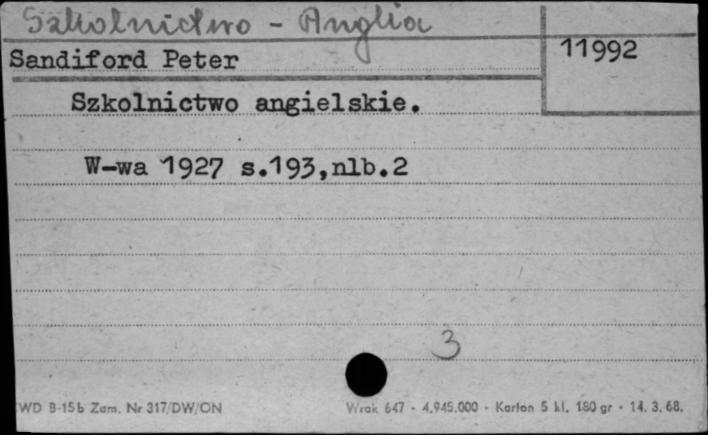 Szkolnictwo - Anglia
11992
Sandiford Peter
Szkolnictwo angielskie.
W-wa 1927 s.193,nlb.2
3
WD B-15b Zam. Nr 317/DW/ON
Wrak 647 - 4.945.000 - Karton 5 kl. 180 gr - 14. 3. 68.